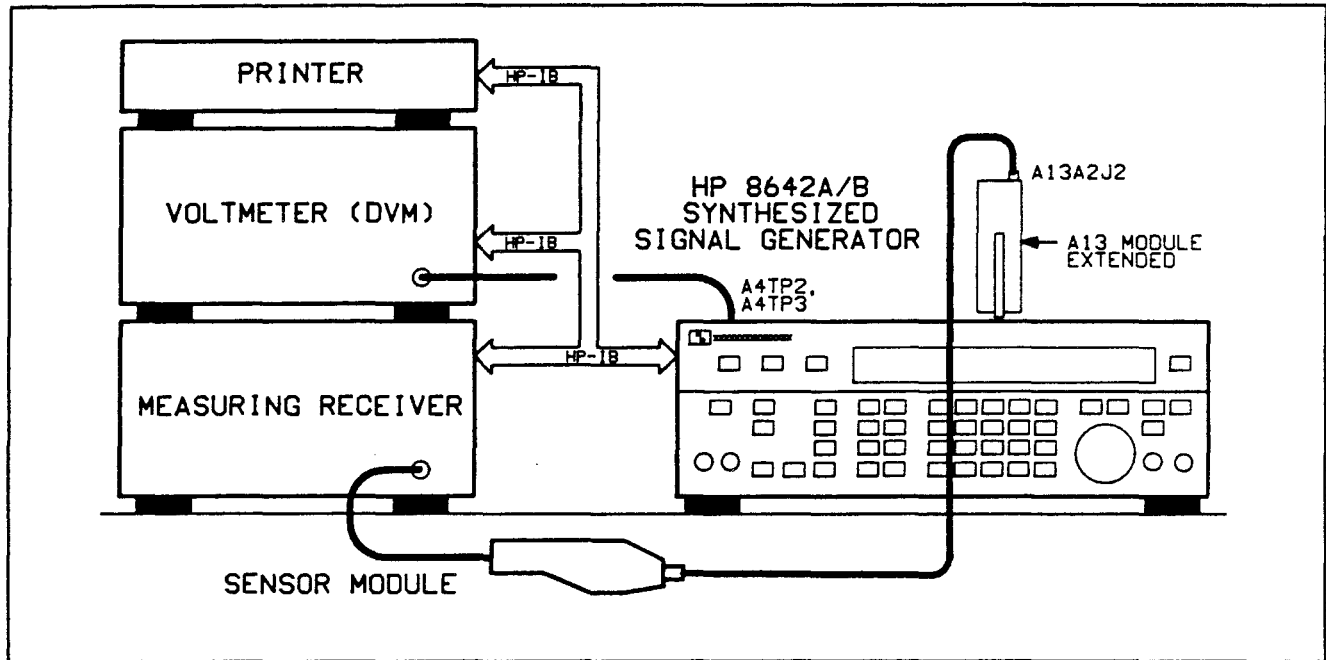 PRINTER
HP-IB
VOLTMETER (DVM)
HP-IB
HP 8642A/B
SYNTHESIZED
SIGNAL GENERATOR
A13A2J2
A13 MODULE
EXTENDED
A4TP2,
A4TP3
MEASURING RECEIVER
HP-IB
SENSOR MODULE